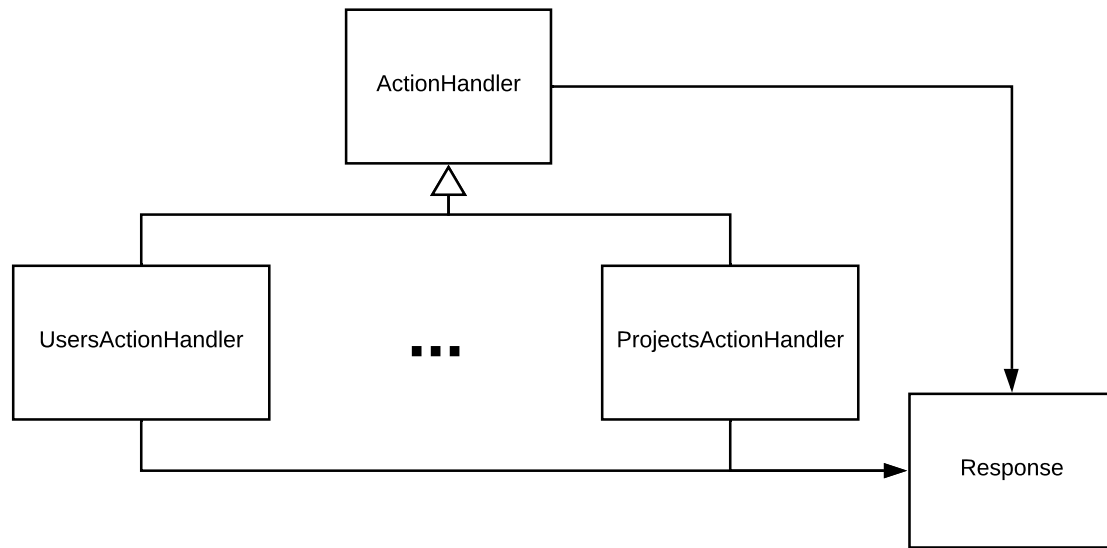 ActionHandler
UsersActionHandler
...
ProjectsActionHandler
Response